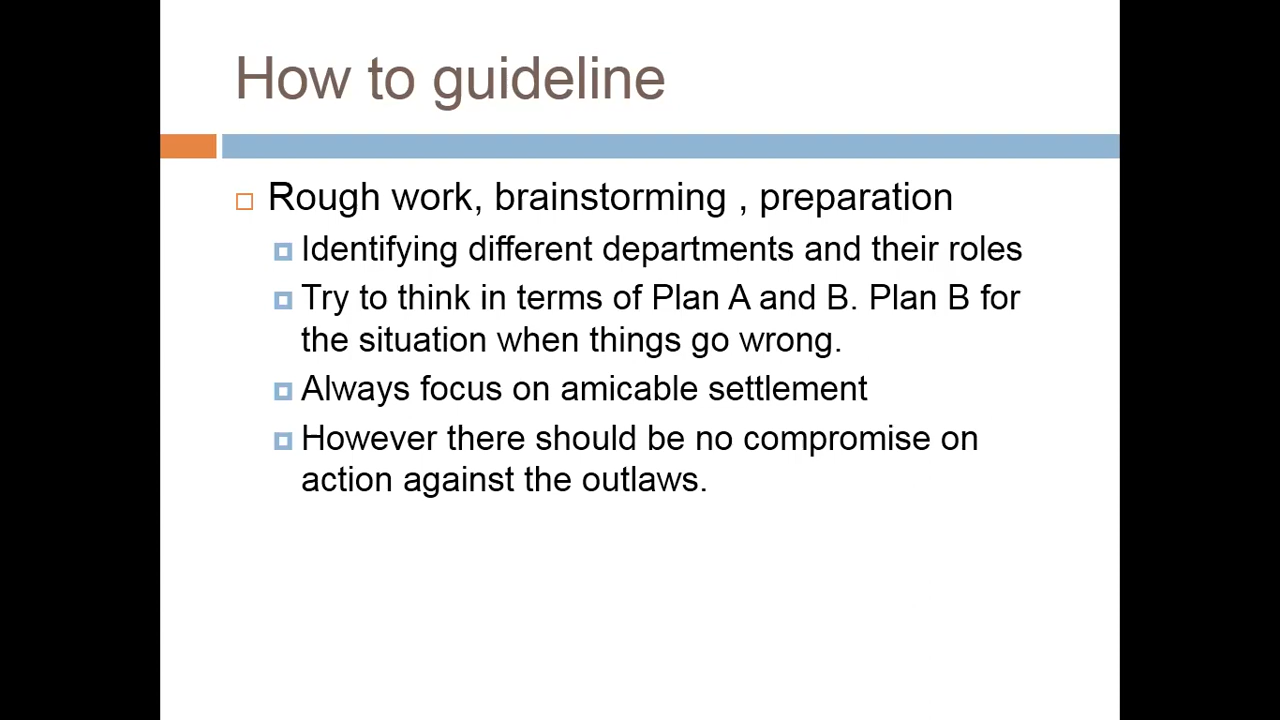 How to guideline
Rough work, brainstorming , preparation
Identifying different departments and their roles
Try to think in terms of Plan A and B. Plan B for
the situation when things go wrong.
Always focus on amicable settlement
However there should be no compromise on
action against the outlaws.